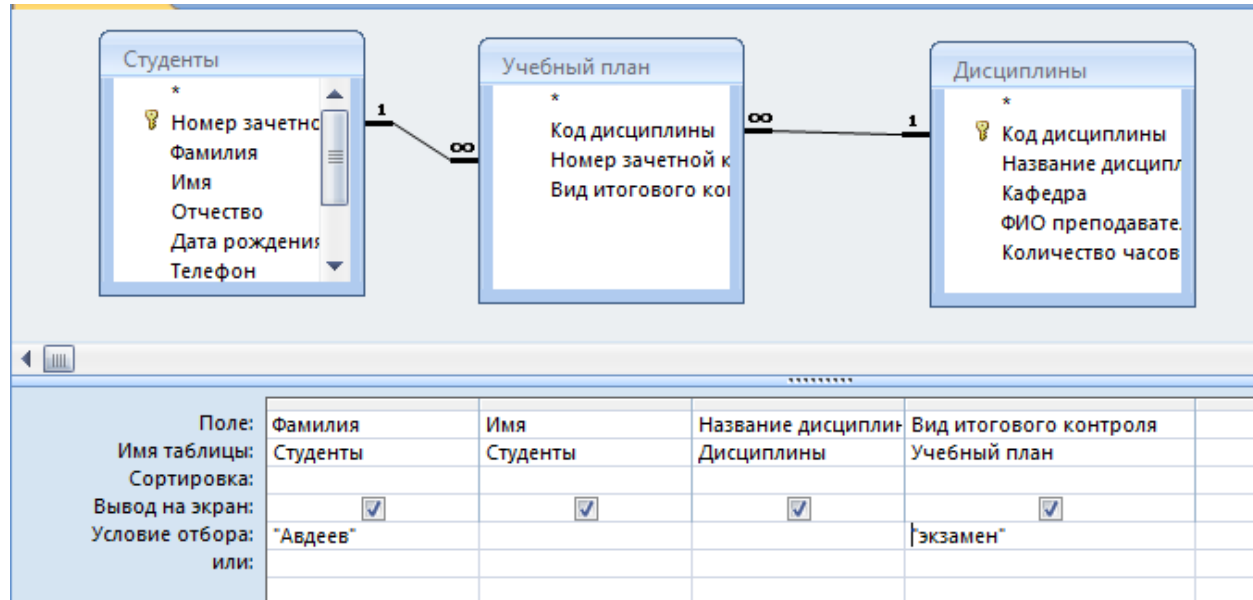 Студенты
*
Номер зачетнс
Фамилия
Имя
Отчество
Дата рождения
Телефон
1
∞
Учебный план
*
Код дисциплины
Номер зачетной к
Вид итогового кон
∞
1
Дисциплины
*
Код дисциплины
Название дисципл
Кафедра
ФИО преподавате.
Количество часов
Поле: Фамилия Имя Название дисциплин Вид итогового контроля
Имя таблицы: Студенты Студенты Дисциплины Учебный план
Сортировка:
Вывод на экран:
Условие отбора: "Авдеев" "экзамен"
или: